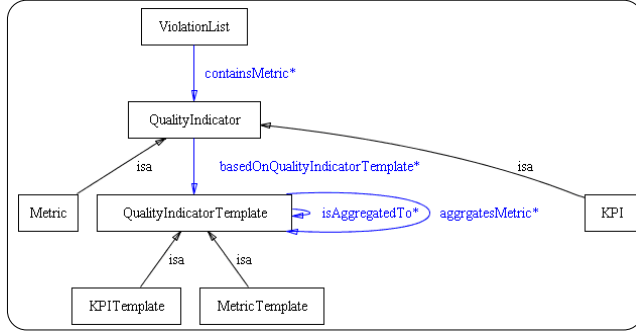 ViolationList
containsMetric*
QualityIndicator
isa
basedOnQualityIndicatorTemplate*
isa
Metric
QualityIndicatorTemplate
isAggregatedTo*
aggrgatesMetric*
KPI
isa
isa
KPITemplate
MetricTemplate